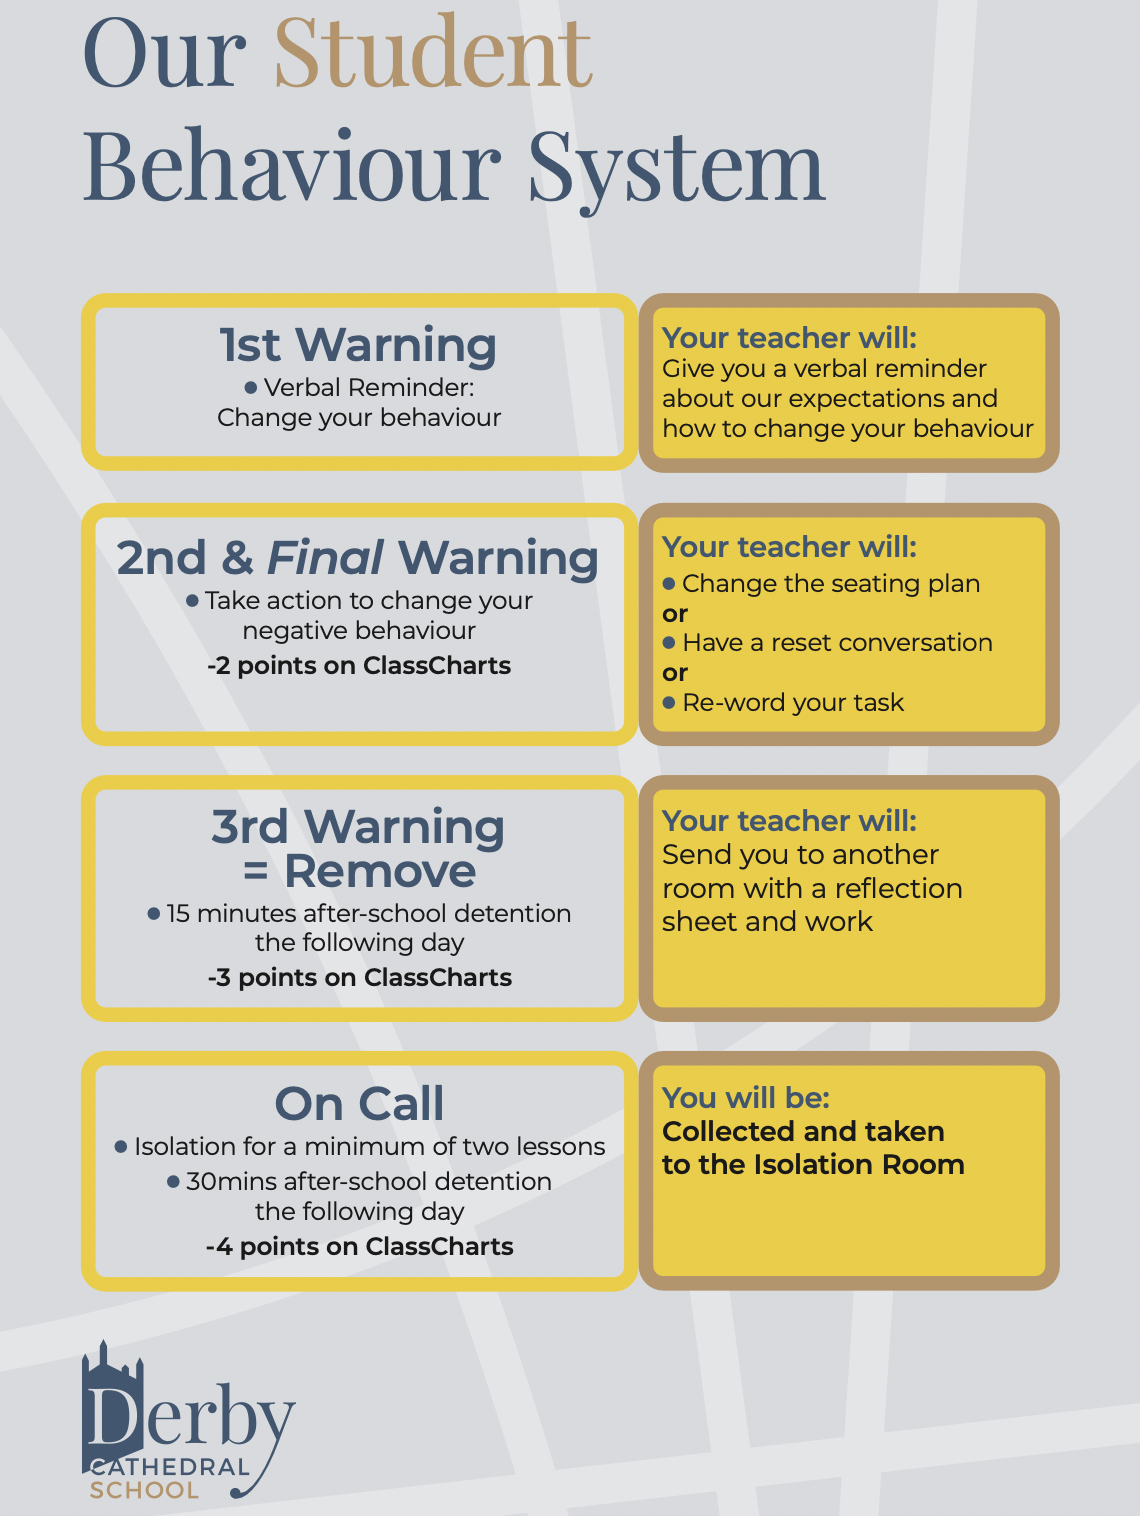 Our Student
Behaviour System
1st Warning
● Verbal Reminder:
Change your behaviour
Your teacher will:
Give you a verbal reminder
about our expectations and
how to change your behaviour
2nd & Final Warning
● Take action to change your
negative behaviour
-2 points on ClassCharts
Your teacher will:
● Change the seating plan
or
● Have a reset conversation
or
● Re-word your task
3rd Warning
= Remove
● 15 minutes after-school detention
the following day
-3 points on ClassCharts
Your teacher will:
Send you to another
room with a reflection
sheet and work
On Call
● Isolation for a minimum of two lessons
● 30mins after-school detention
the following day
-4 points on ClassCharts
You will be:
Collected and taken
to the Isolation Room
Derby
CATHEDRAL
SCHOOL